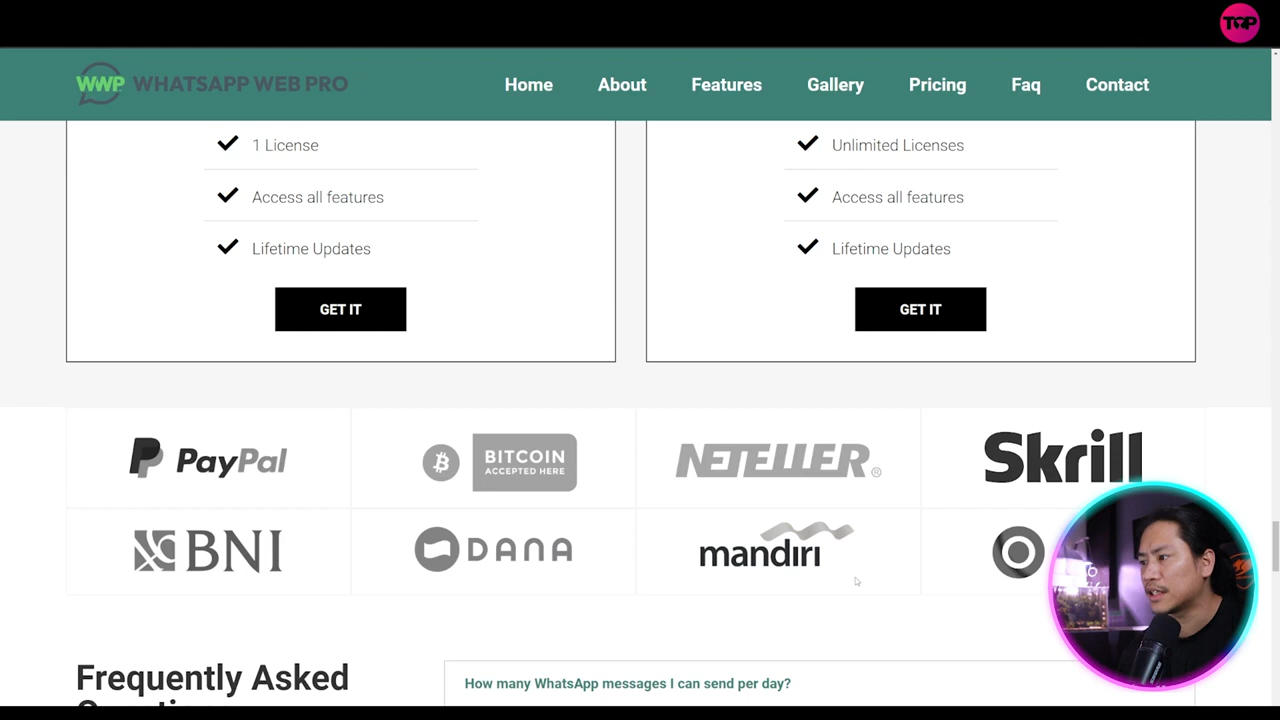 TOP
WWP WHATSAPP WEB PRO
Home About Features Gallery Pricing Faq Contact
1 License
Access all features
Lifetime Updates
GET IT
Unlimited Licenses
Access all features
Lifetime Updates
GET IT
PayPal
BITCOIN
ACCEPTED HERE
NETELLER®
Skrill
BNI
DANA
mandırı
Frequently Asked
How many WhatsApp messages I can send per day?